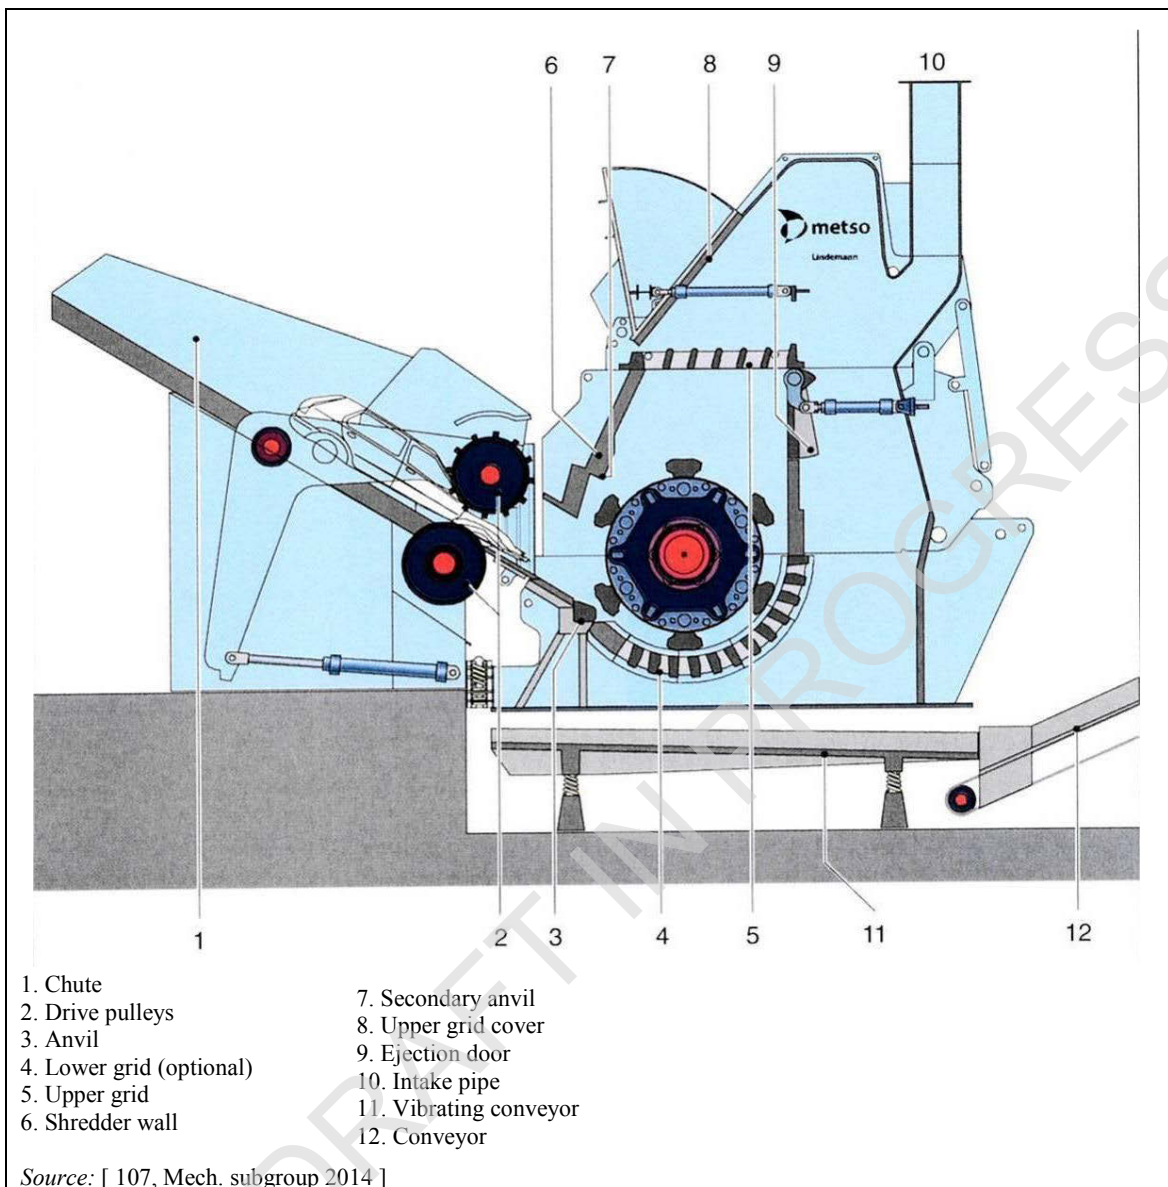 6 7 8 9 10
metso
Lindemann
1 2 3 4 5 11 12
1. Chute
2. Drive pulleys
3. Anvil
4. Lower grid (optional)
5. Upper grid
6. Shredder wall
7. Secondary anvil
8. Upper grid cover
9. Ejection door
10. Intake pipe
11. Vibrating conveyor
12. Conveyor
Source: [ 107, Mech. subgroup 2014 ]
DRAFT IN PROGRESS